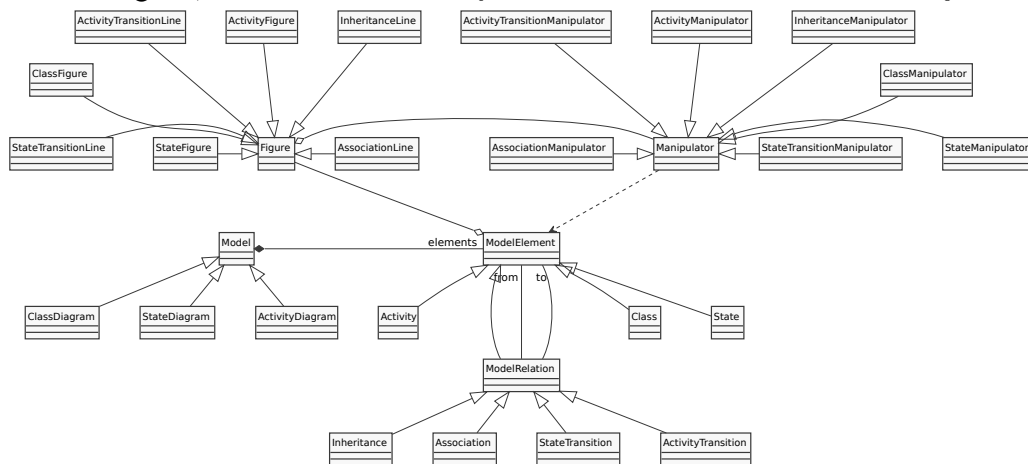 ActivityTransitionLine ActivityFigure InheritanceLine ActivityTransitionManipulator ActivityManipulator InheritanceManipulator
ClassFigure ClassManipulator
StateTransitionLine StateFigure Figure AssociationLine AssociationManipulator Manipulator StateTransitionManipulator StateManipulator
Model elements ModelElement
from to
ClassDiagram StateDiagram ActivityDiagram Activity Class State
ModelRelation
Inheritance Association StateTransition ActivityTransition